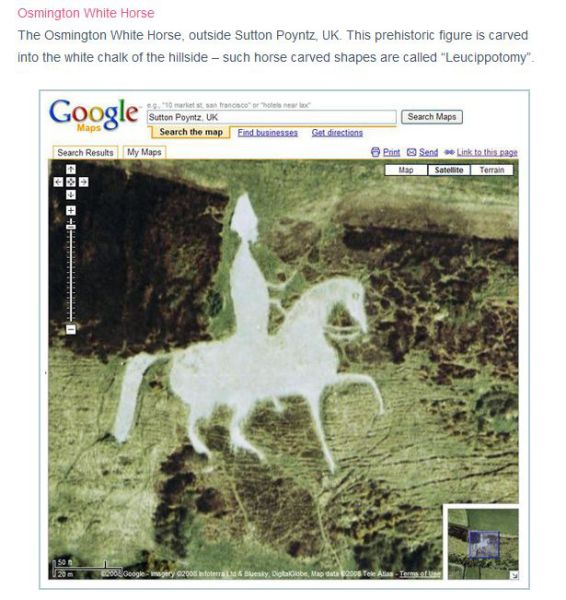 Osmington White Horse
The Osmington White Horse, outside Sutton Poyntz, UK. This prehistoric figure is carved
into the white chalk of the hillside – such horse carved shapes are called “Leucippotomy”.
Google
Maps
e.g., "10 market st, san francisco" or "hotels near lax"
Sutton Poyntz, UK
Search Maps
Search the map Find businesses Get directions
Search Results My Maps
Print Send Link to this page
Map Satellite Terrain
50 ft
20 m
©2008 Google - Imagery ©2008 Infoterra Ltd & Bluesky, DigitalGlobe, Map data ©2008 Tele Atlas - Terms of Use